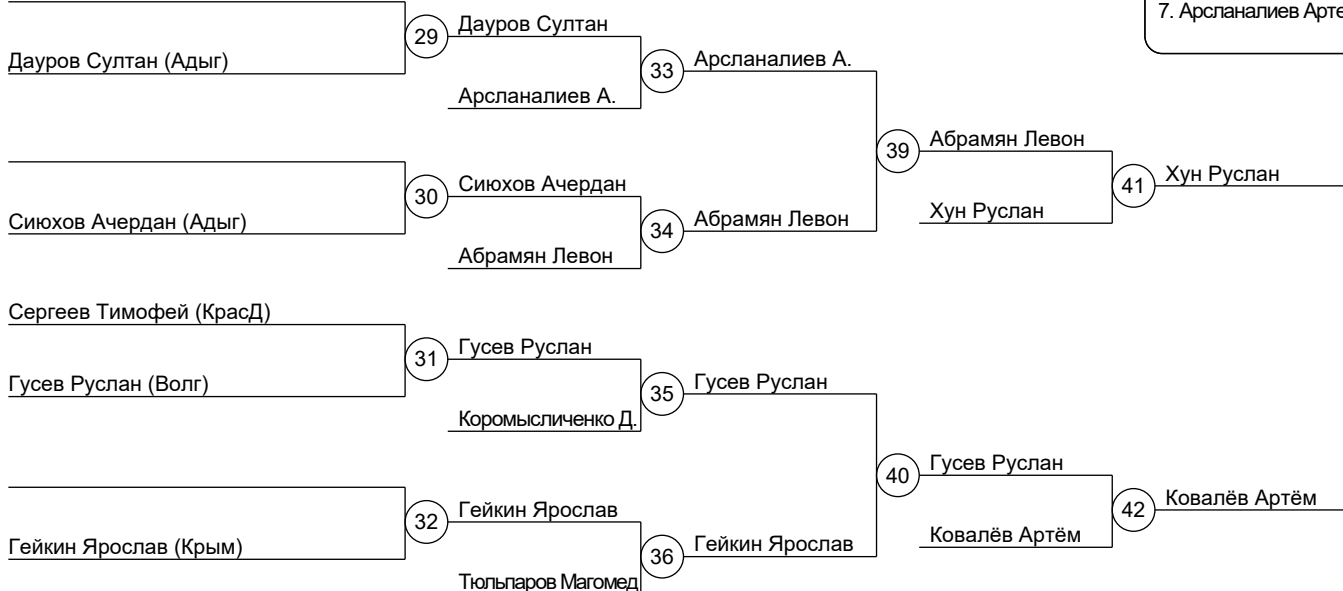 7. Арсланалиев Арте
29
Дауров Султан
Дауров Султан (Адыг)
33
Арсланалиев А.
Арсланалиев А.
39
Абрамян Левон
41
Хун Руслан
30
Сиюхов Ачердан
Сиюхов Ачердан (Адыг)
34
Абрамян Левон
Хун Руслан
Абрамян Левон
Сергеев Тимофей (КрасД)
31
Гусев Руслан
Гусев Руслан (Волг)
35
Гусев Руслан
Коромысличенко Д.
40
Гусев Руслан
42
Ковалёв Артём
32
Гейкин Ярослав
Гейкин Ярослав (Крым)
36
Гейкин Ярослав
Ковалёв Артём
Тюльпаров Магомед